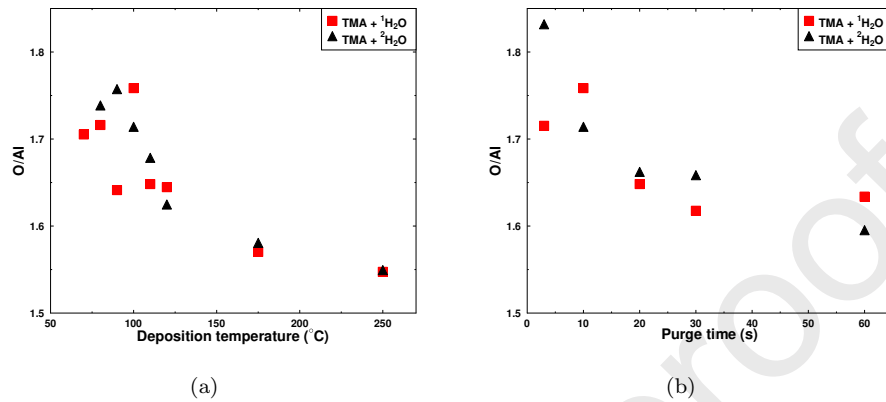 TMA + ¹H₂O
TMA + ²H₂O
1.8
1.7
1.6
1.5
O/Al
50 100 150 200 250
Deposition temperature (°C)
(a)
TMA + ¹H₂O
TMA + ²H₂O
1.8
1.7
1.6
1.5
O/Al
0 10 20 30 40 50 60
Purge time (s)
(b)
roof